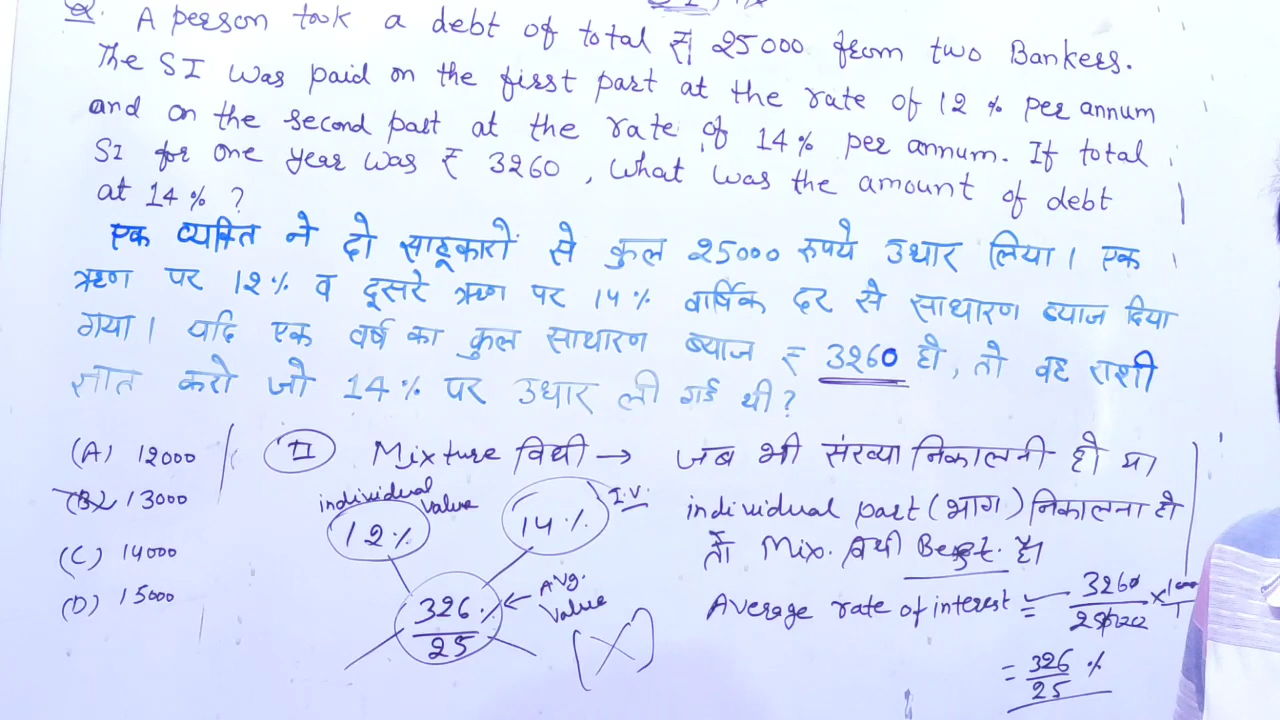 Q. A person took a debt of total ₹ 25000 from two Bankers.
The SI was paid on the first part at the rate of 12 % per annum
and on the second part at the rate of 14% per annum. If total
SI for one year was ₹ 3260, what was the amount of debt
at 14% ?
एक व्यक्ति ने दो साहूकारों से कुल 25000 रुपये उधार लिया। एक
ऋण पर 12% व दूसरे ऋण पर 14% वार्षिक दर से साधारण ब्याज दिया
गया। यदि एक वर्ष का कुल साधारण ब्याज ₹ 3260 हो, तो वह राशी
ज्ञात करो जो 14% पर उधार ली गई थी?
(A) 12000
(B) 13000
(C) 14000
(D) 15000
II Mixture विधी → जब भी संख्या निकालनी हो या
individual part (भाग) निकालना हो
तो Mix. विधी Best. है।
individual value
12%
14%
I.V.
326/25 %
Avg. value
Average rate of interest = 3260/25000 × 100/1
= 326/25 %